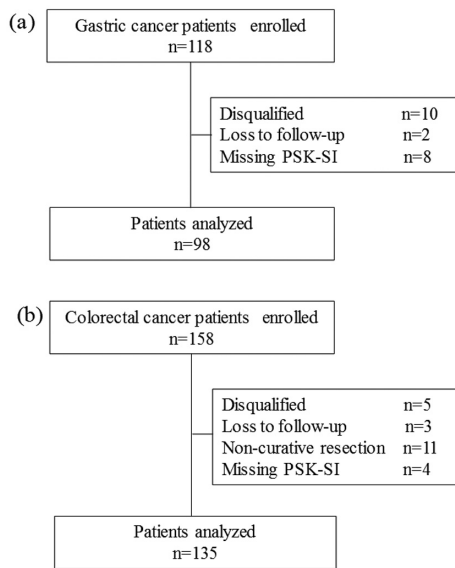 (a)
Gastric cancer patients enrolled
n=118
Disqualified n=10
Loss to follow-up n=2
Missing PSK-SI n=8
Patients analyzed
n=98
(b)
Colorectal cancer patients enrolled
n=158
Disqualified n=5
Loss to follow-up n=3
Non-curative resection n=11
Missing PSK-SI n=4
Patients analyzed
n=135